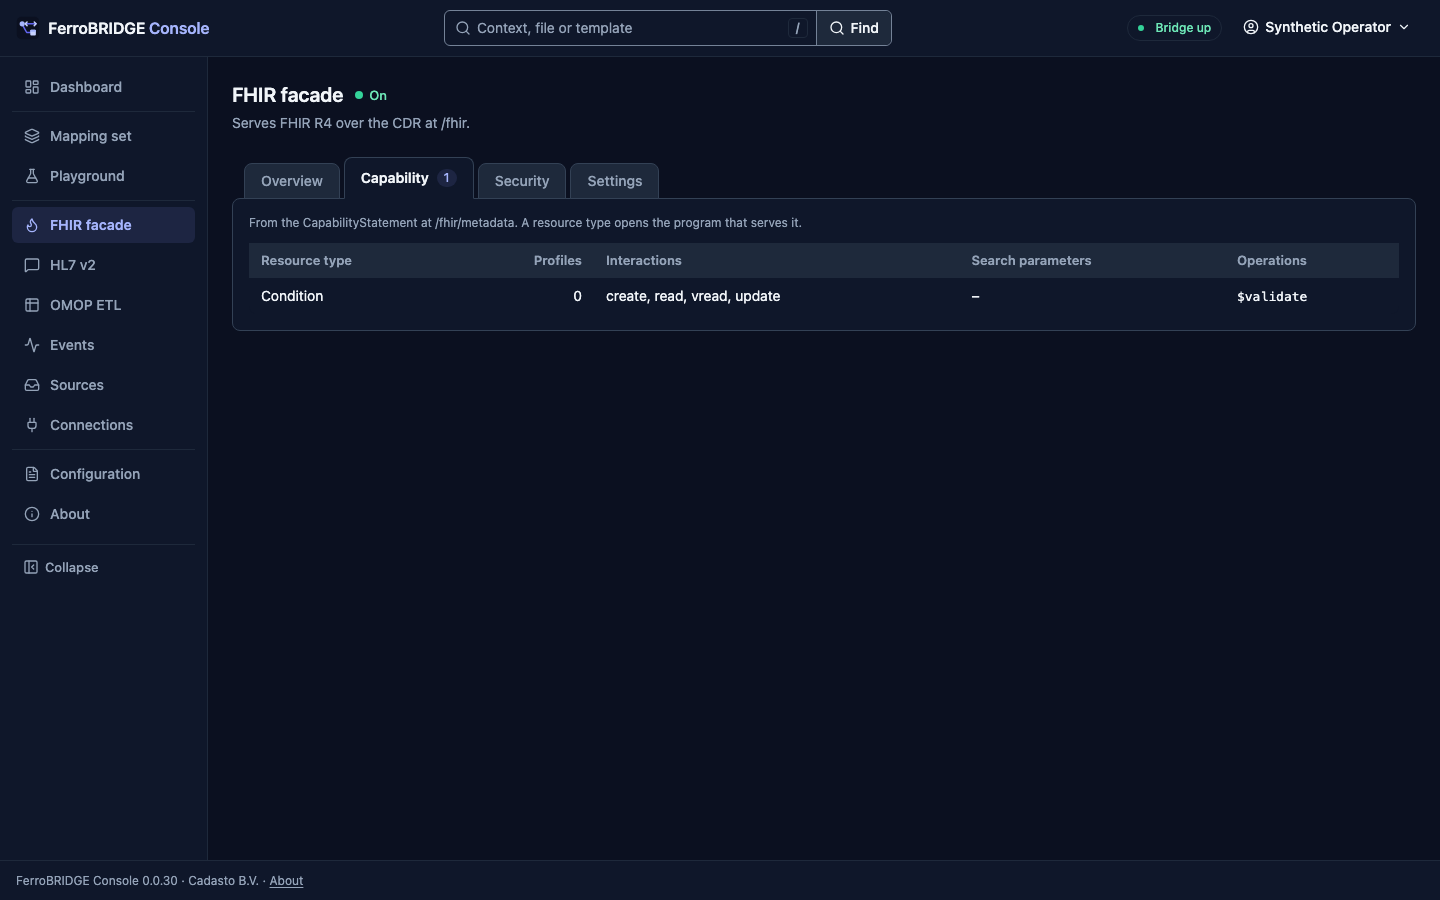 FerroBRIDGE Console
Context, file or template
/
Find
Bridge up
Synthetic Operator
Dashboard
Mapping set
Playground
FHIR facade
HL7 v2
OMOP ETL
Events
Sources
Connections
Configuration
About
Collapse
FHIR facade
On
Serves FHIR R4 over the CDR at /fhir.
Overview
Capability 1
Security
Settings
From the CapabilityStatement at /fhir/metadata. A resource type opens the program that serves it.
Resource type Profiles Interactions Search parameters Operations
Condition 0 create, read, vread, update – $validate
FerroBRIDGE Console 0.0.30 · Cadasto B.V. · About